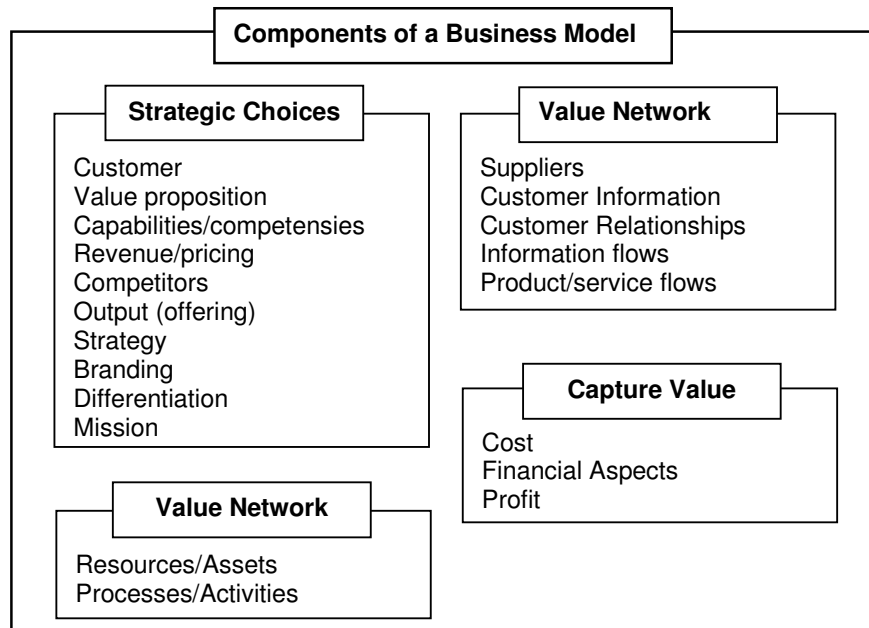 Components of a Business Model
Strategic Choices
Customer
Value proposition
Capabilities/competensies
Revenue/pricing
Competitors
Output (offering)
Strategy
Branding
Differentiation
Mission
Value Network
Suppliers
Customer Information
Customer Relationships
Information flows
Product/service flows
Value Network
Resources/Assets
Processes/Activities
Capture Value
Cost
Financial Aspects
Profit